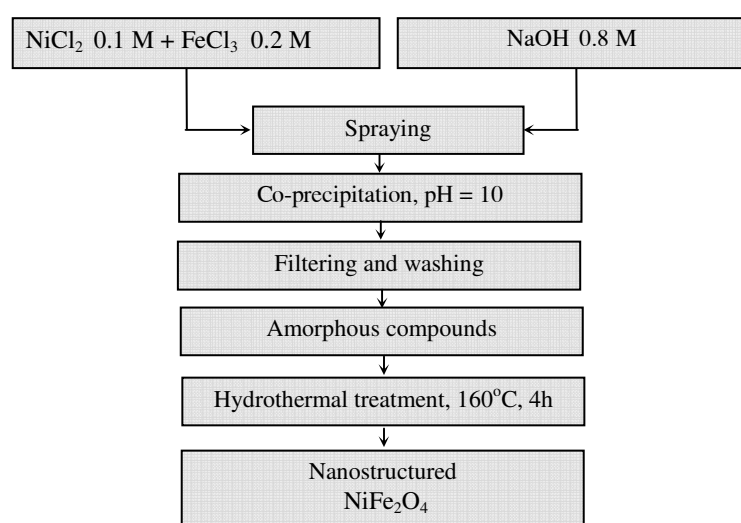 NiCl₂ 0.1 M + FeCl₃ 0.2 M
NaOH 0.8 M
Spraying
Co-precipitation, pH = 10
Filtering and washing
Amorphous compounds
Hydrothermal treatment, 160°C, 4h
Nanostructured
NiFe₂O₄